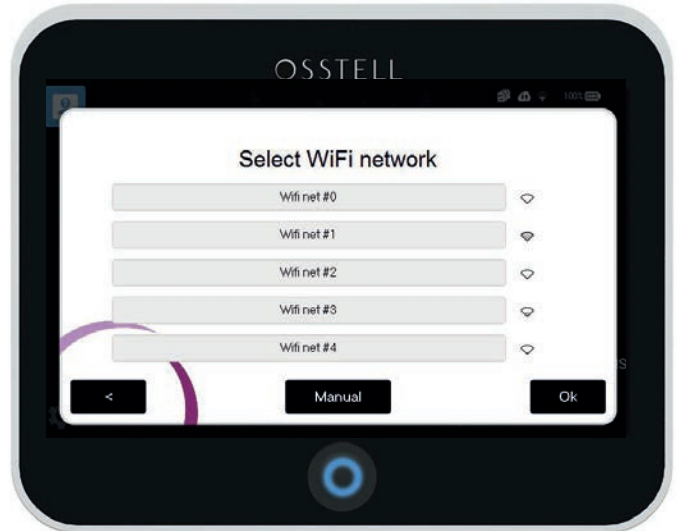 OSSTELL
100%
Select WiFi network
Wifi net #0
Wifi net #1
Wifi net #2
Wifi net #3
Wifi net #4
< Manual Ok